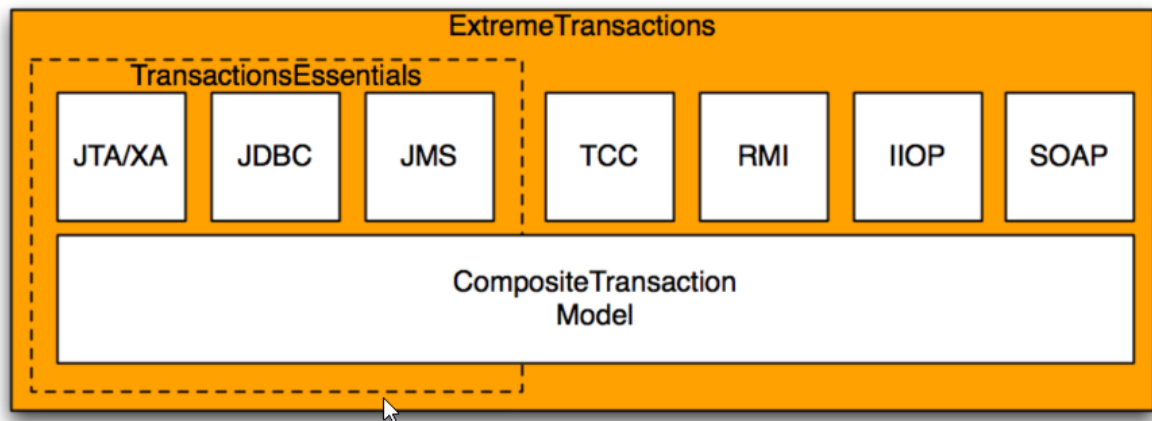 ExtremeTransactions
TransactionsEssentials
JTA/XA
JDBC
JMS
TCC
RMI
IIOP
SOAP
CompositeTransaction
Model